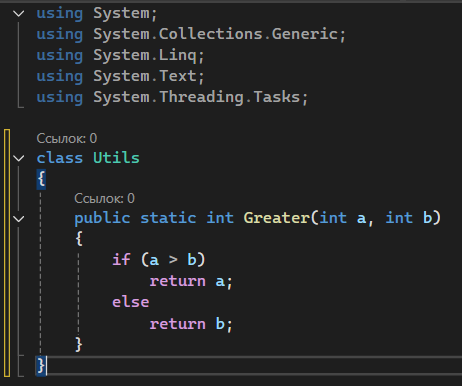 using System;
using System.Collections.Generic;
using System.Linq;
using System.Text;
using System.Threading.Tasks;
Ссылок: 0
class Utils
{
Ссылок: 0
public static int Greater(int a, int b)
{
if (a > b)
return a;
else
return b;
}
}